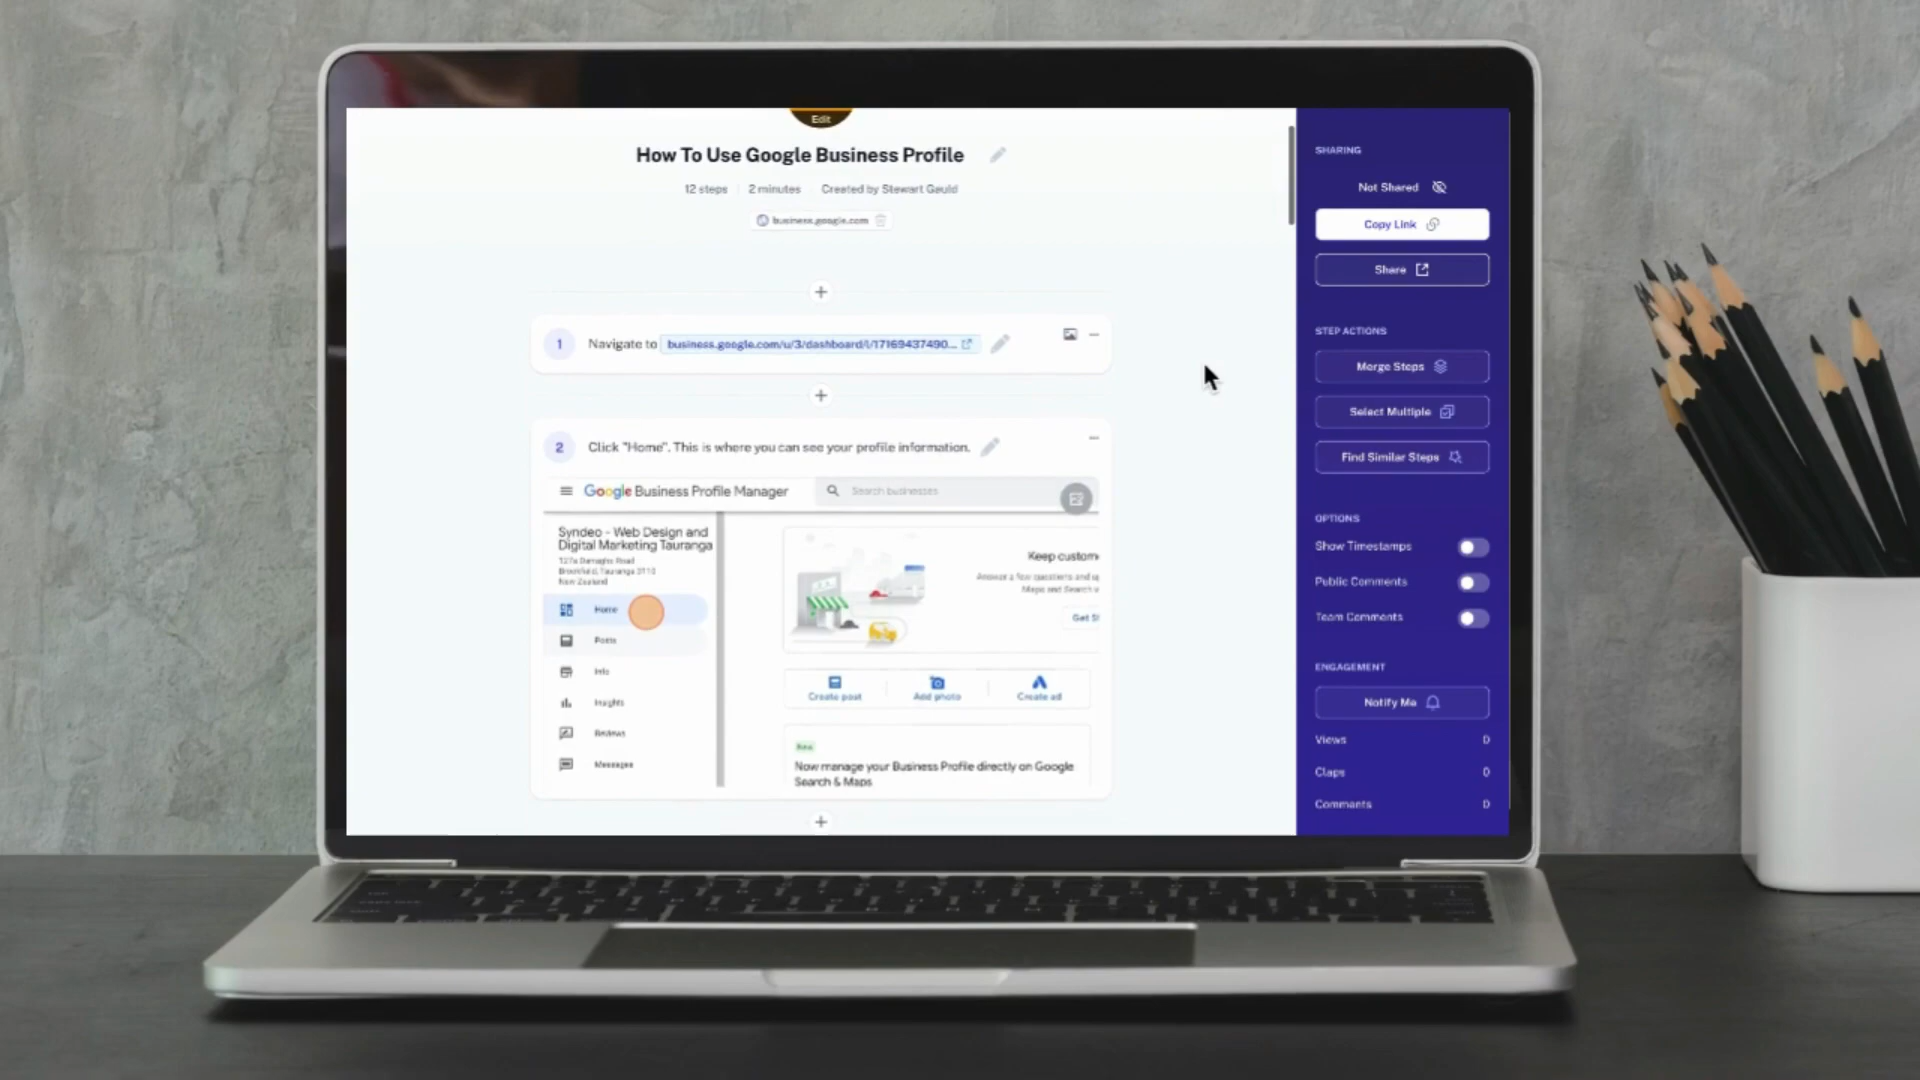 Edit
How To Use Google Business Profile
12 steps 2 minutes Created by Stewart Gauld
business.google.com
1 Navigate to business.google.com/u/3/dashboard/l/17169437490...
2 Click "Home". This is where you can see your profile information.
Google Business Profile Manager
Search businesses
Syndeo - Web Design and
Digital Marketing Tauranga
Brookfield, Tauranga 3110
New Zealand
Home
Posts
Info
Insights
Reviews
Messages
Keep custom
Answer a few questions and
Maps and Search
Get
Create post
Add photo
Create ad
New
Now manage your Business Profile directly on Google
Search & Maps
SHARING
Not Shared
Copy Link
Share
STEP ACTIONS
Merge Steps
Select Multiple
Find Similar Steps
OPTIONS
Show Timestamps
Public Comments
Team Comments
ENGAGEMENT
Notify Me
Views 0
Claps 0
Comments 0